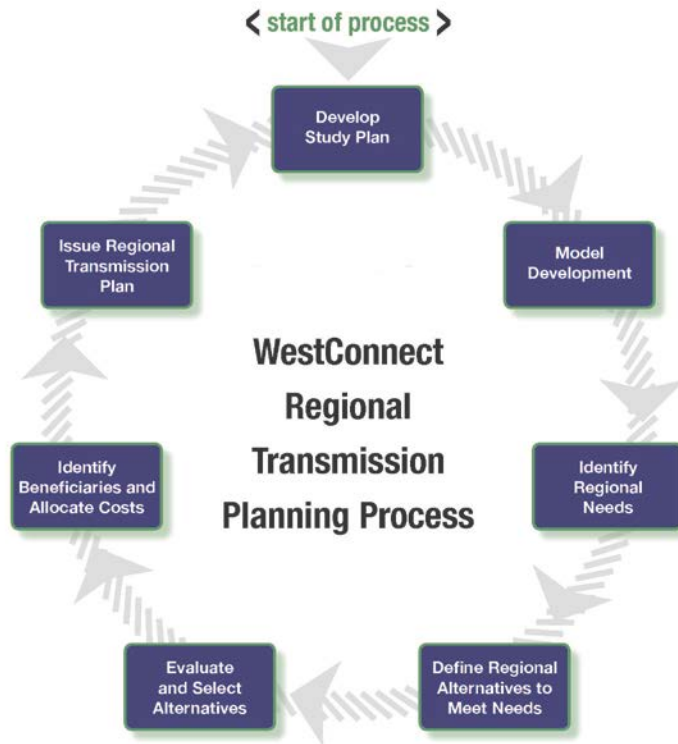 < start of process >
Develop
Study Plan
Model
Development
Identify
Regional
Needs
Define Regional
Alternatives to
Meet Needs
Evaluate
and Select
Alternatives
Identify
Beneficiaries and
Allocate Costs
Issue Regional
Transmission
Plan
WestConnect
Regional
Transmission
Planning Process